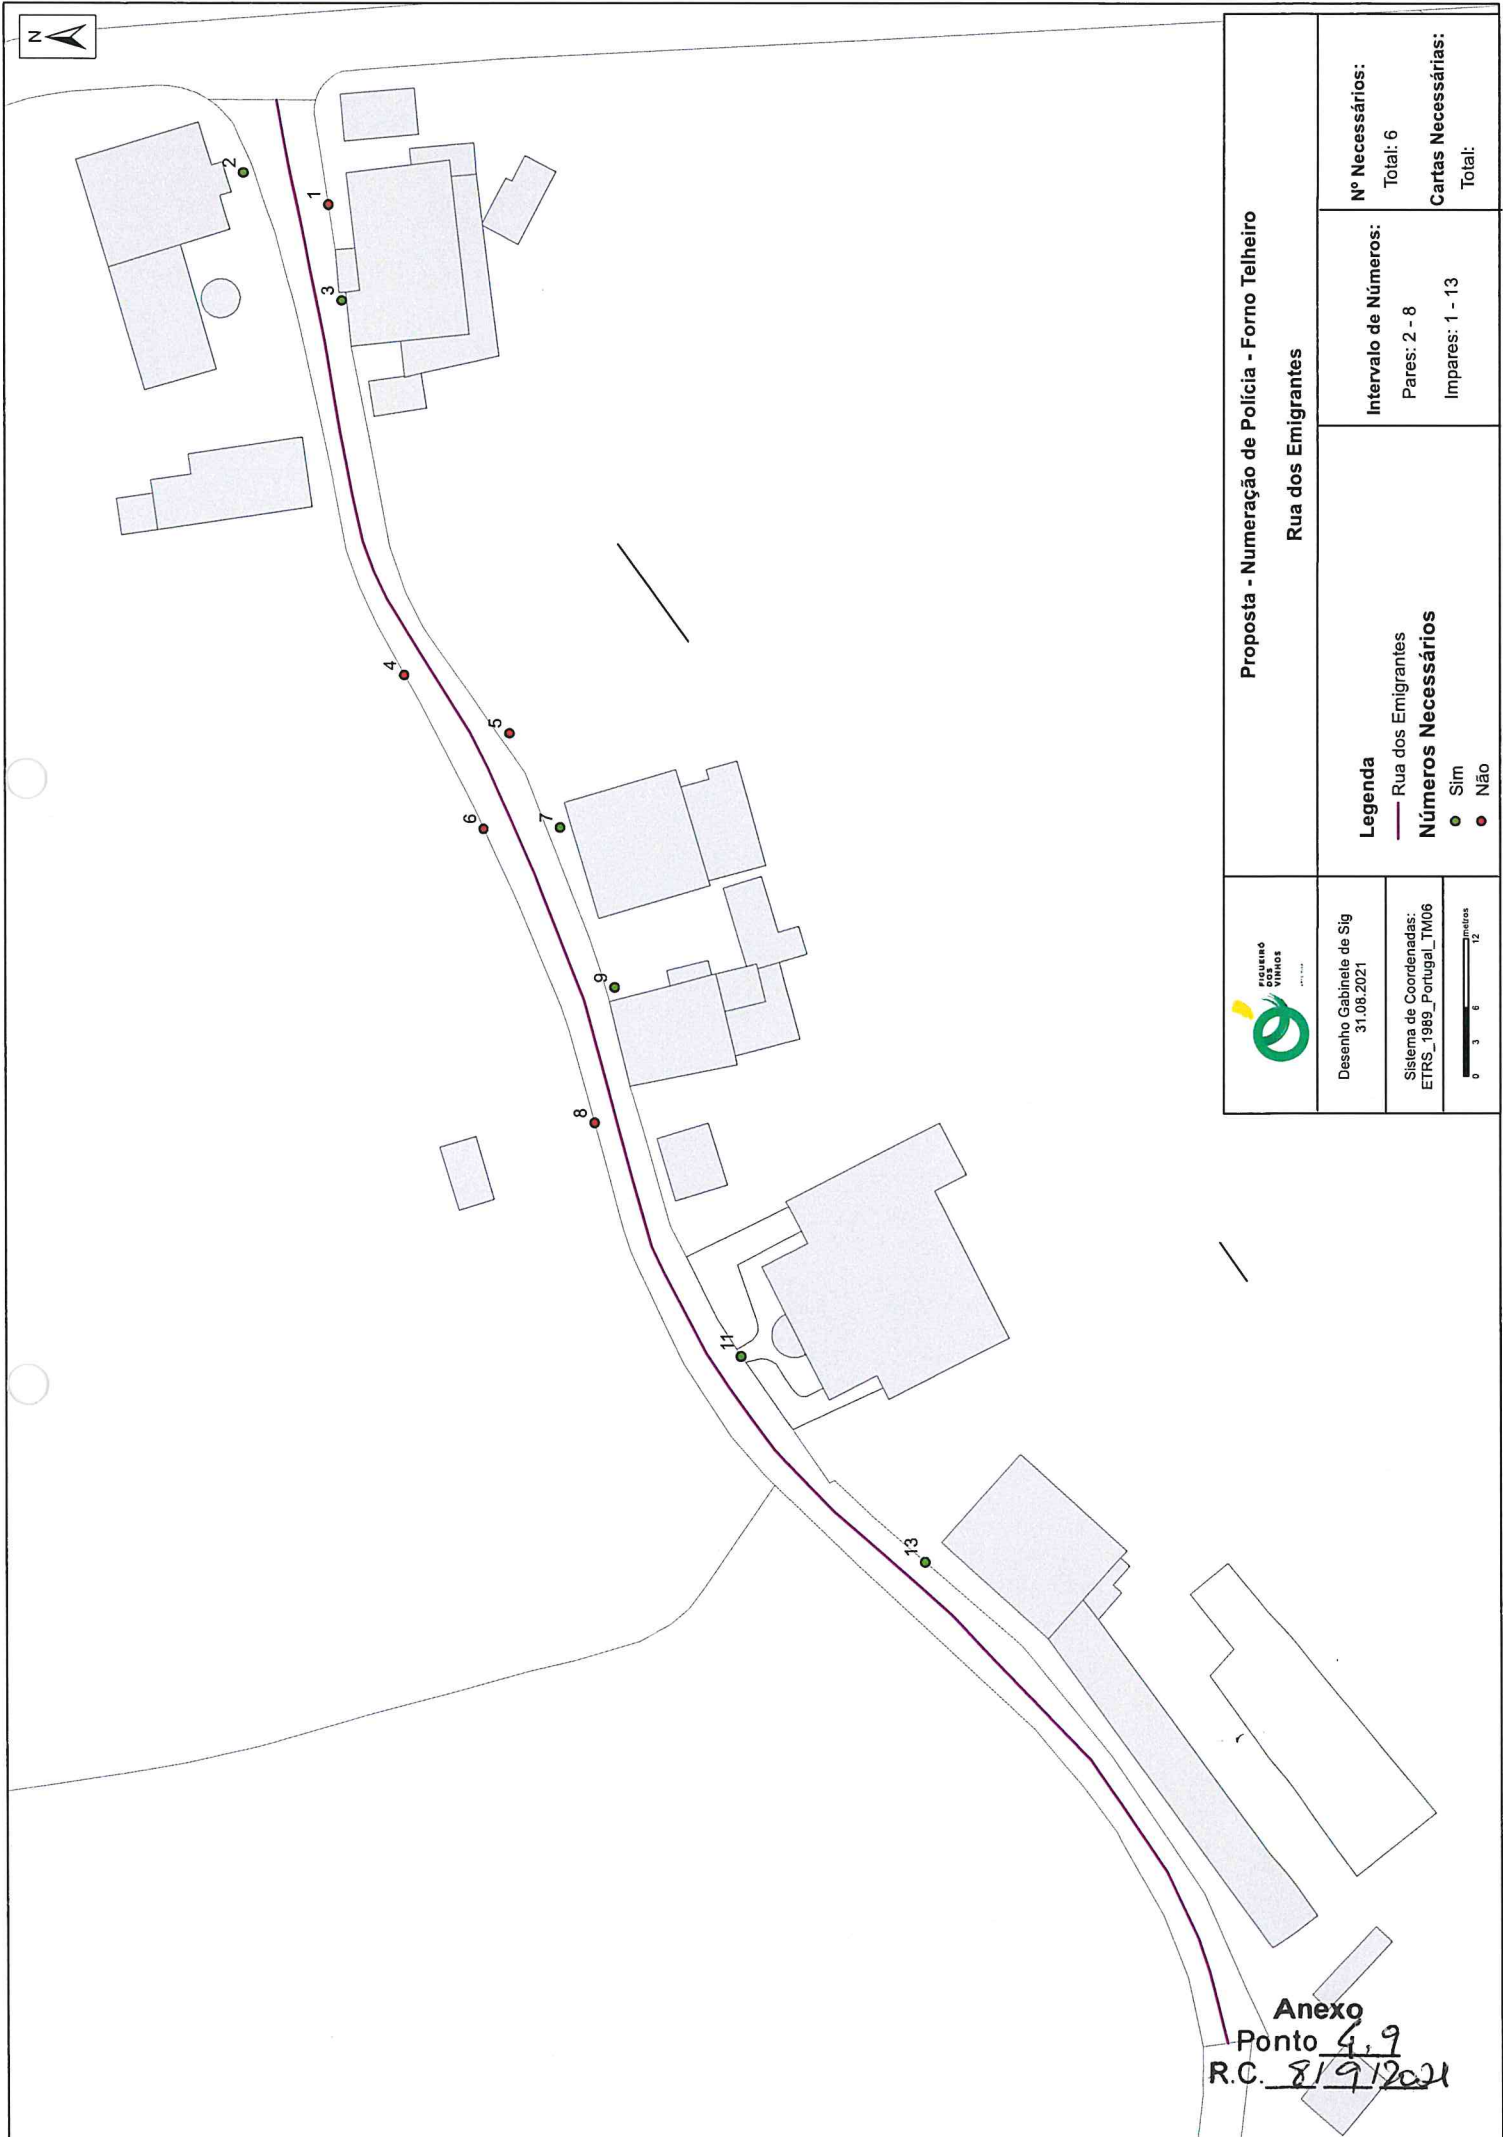 N
2
1
3
4
5
6
7
9
8
11
13
Proposta - Numeração de Polícia - Forno Telheiro
Rua dos Emigrantes
FIGUEIRÓ
DOS
VINHOS
Desenho Gabinete de Sig
31.08.2021
Sistema de Coordenadas:
ETRS_1989_Portugal_TM06
0 3 6 12 metros
Legenda
Rua dos Emigrantes
Números Necessários
Sim
Não
Intervalo de Números:
Pares: 2 - 8
Impares: 1 - 13
Nº Necessários:
Total: 6
Cartas Necessárias:
Total:
Anexo
Ponto 4.9
R.C. 8/9/2021